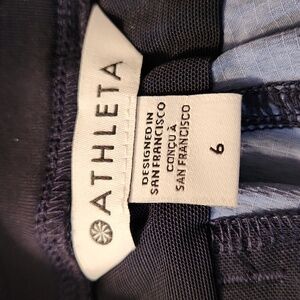 ATHLETA
DESIGNED IN
SAN FRANCISCO
CONÇU À
SAN FRANCISCO
6